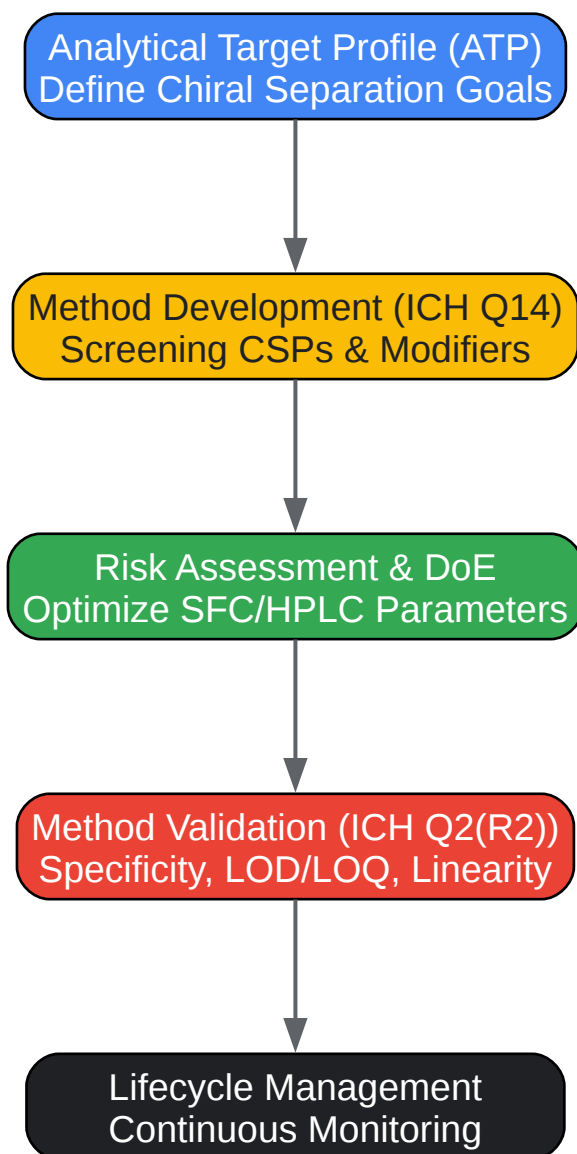 Analytical Target Profile (ATP)
Define Chiral Separation Goals
Method Development (ICH Q14)
Screening CSPs & Modifiers
Risk Assessment & DoE
Optimize SFC/HPLC Parameters
Method Validation (ICH Q2(R2))
Specificity, LOD/LOQ, Linearity
Lifecycle Management
Continuous Monitoring